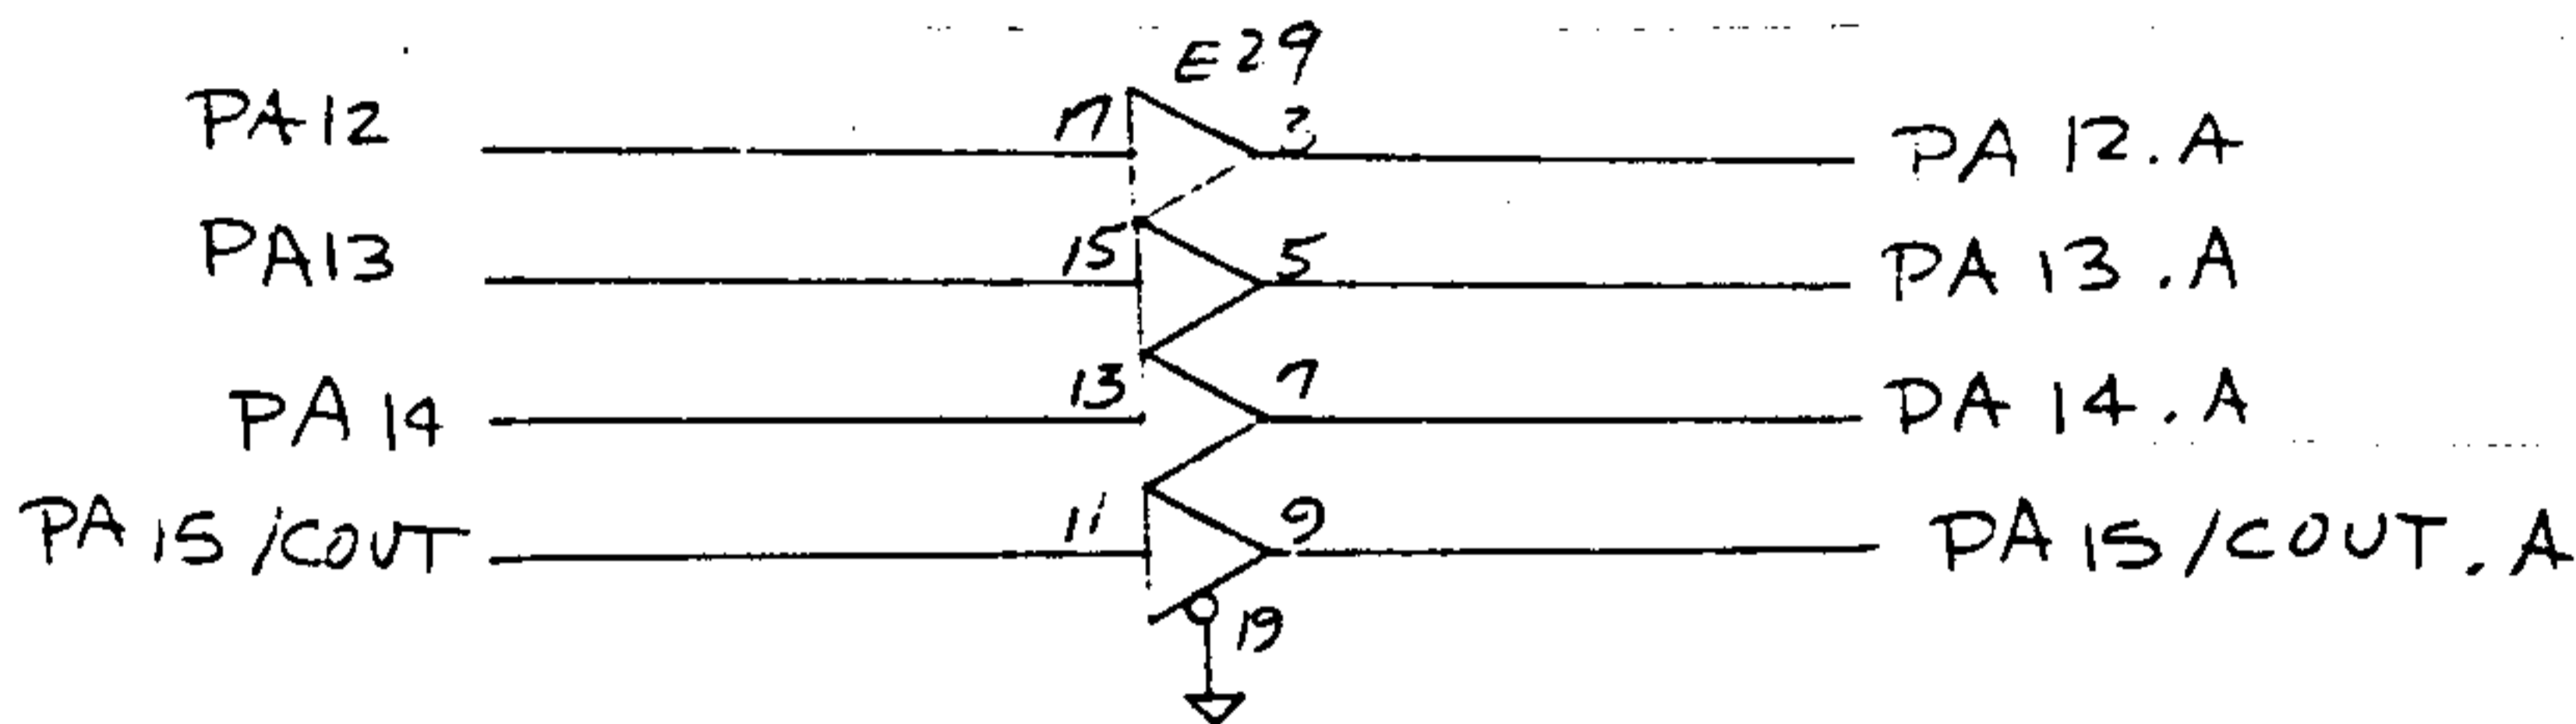 E29
PA12 17 3 PA 12.A
PA13 15 5 PA 13.A
PA 14 13 7 PA 14.A
PA 15 /COUT 11 9 PA 15 /COUT.A
19